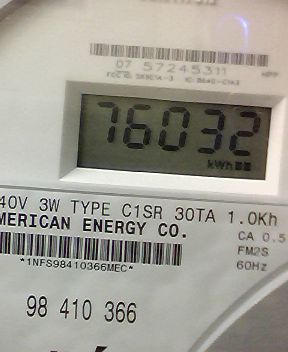 07 57245311
76032
kWh
40V 3W TYPE C1SR 30TA 1.0Kh
MERICAN ENERGY CO.
CA 0.5
FM2S
*1NFS98410366MEC*
60Hz
98 410 366